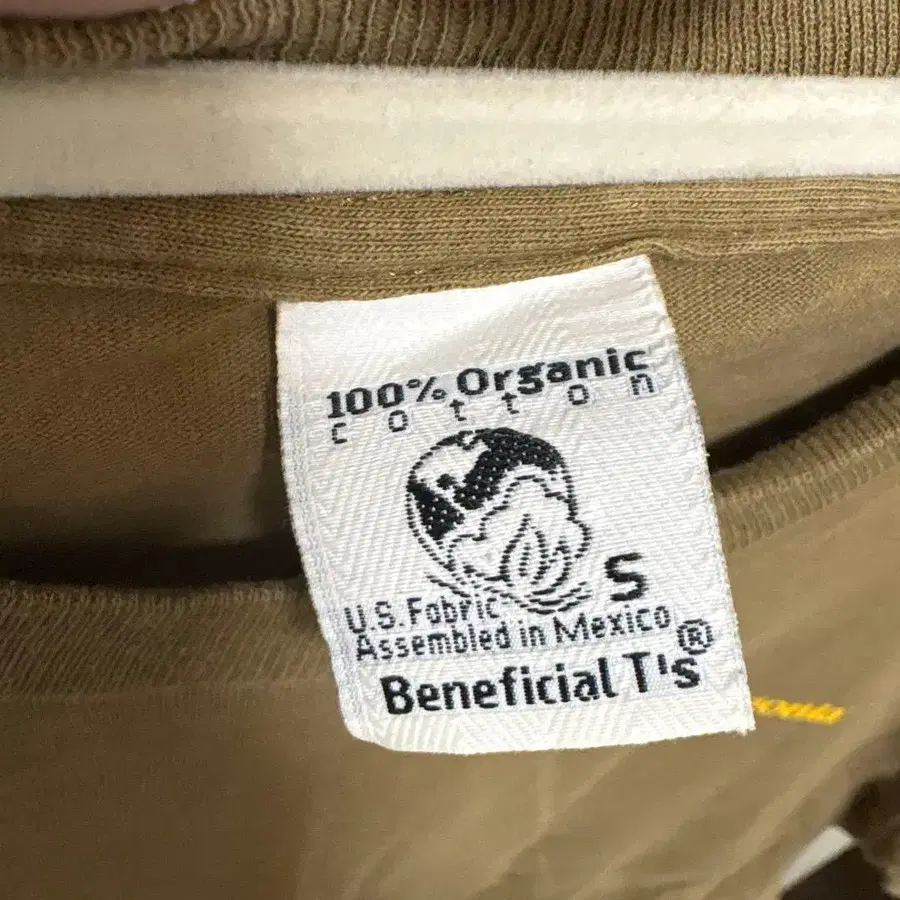 100% Organic
cotton
S
U.S. Fabric
Assembled in Mexico
Beneficial T's®